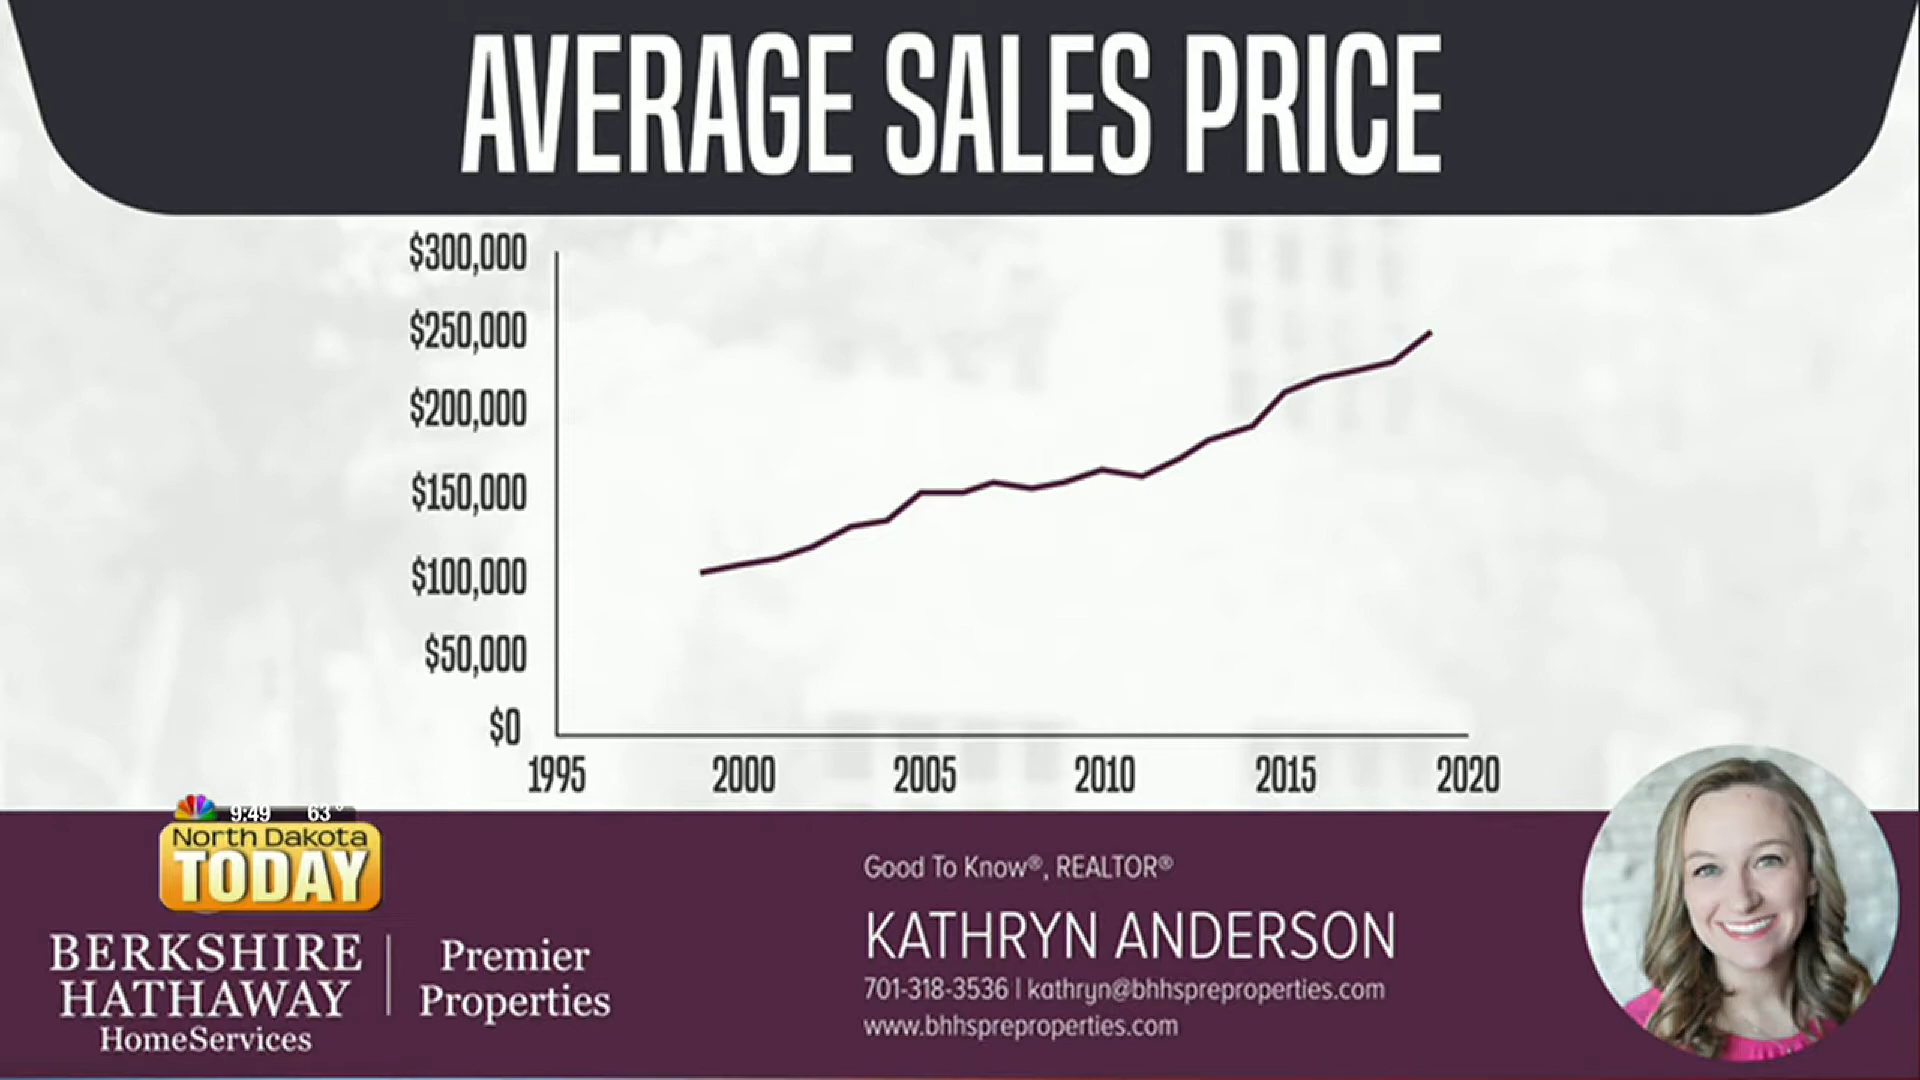 AVERAGE SALES PRICE
$300,000
$250,000
$200,000
$150,000
$100,000
$50,000
$0
1995 2000 2005 2010 2015 2020
9:49 63°
North Dakota
TODAY
BERKSHIRE
HATHAWAY
HomeServices
Premier
Properties
Good To Know®, REALTOR®
KATHRYN ANDERSON
701-318-3536 | kathryn@bhhspreproperties.com
www.bhhspreproperties.com